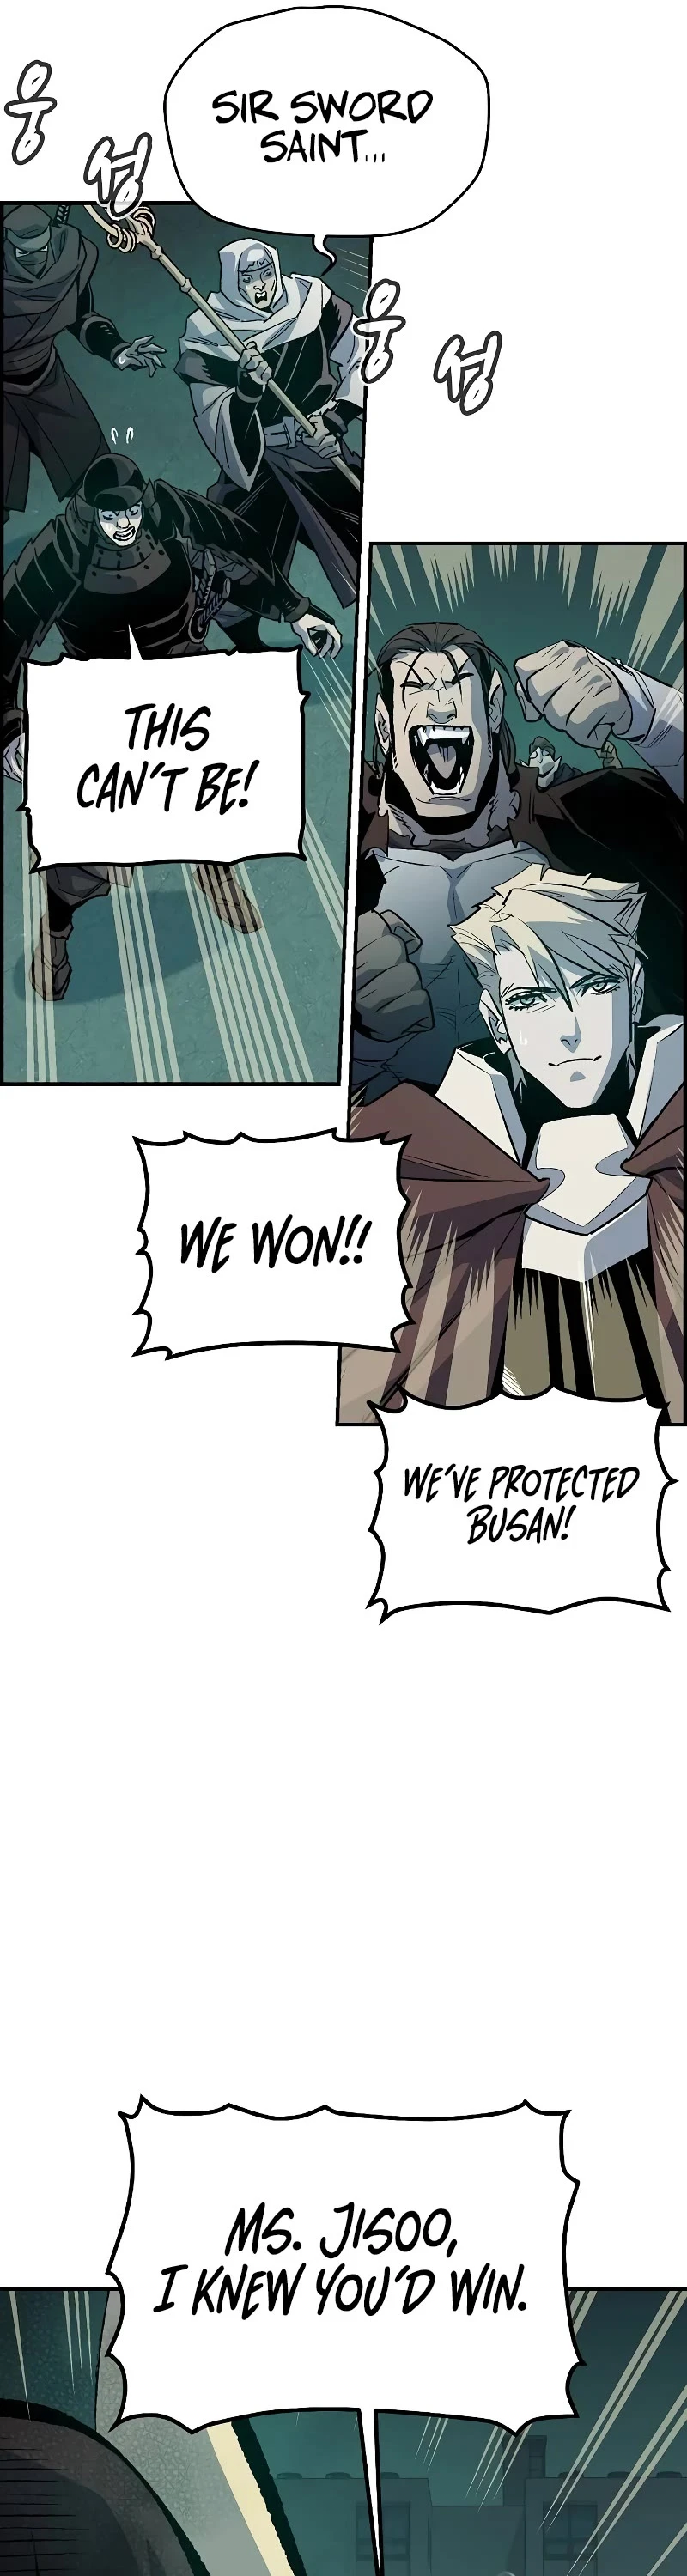 SIR SWORD
SAINT...
웅
성
웅
성
THIS
CAN'T BE!
WE WON!!
WE'VE PROTECTED
BUSAN!
MS. JISOO,
I KNEW YOU'D WIN.